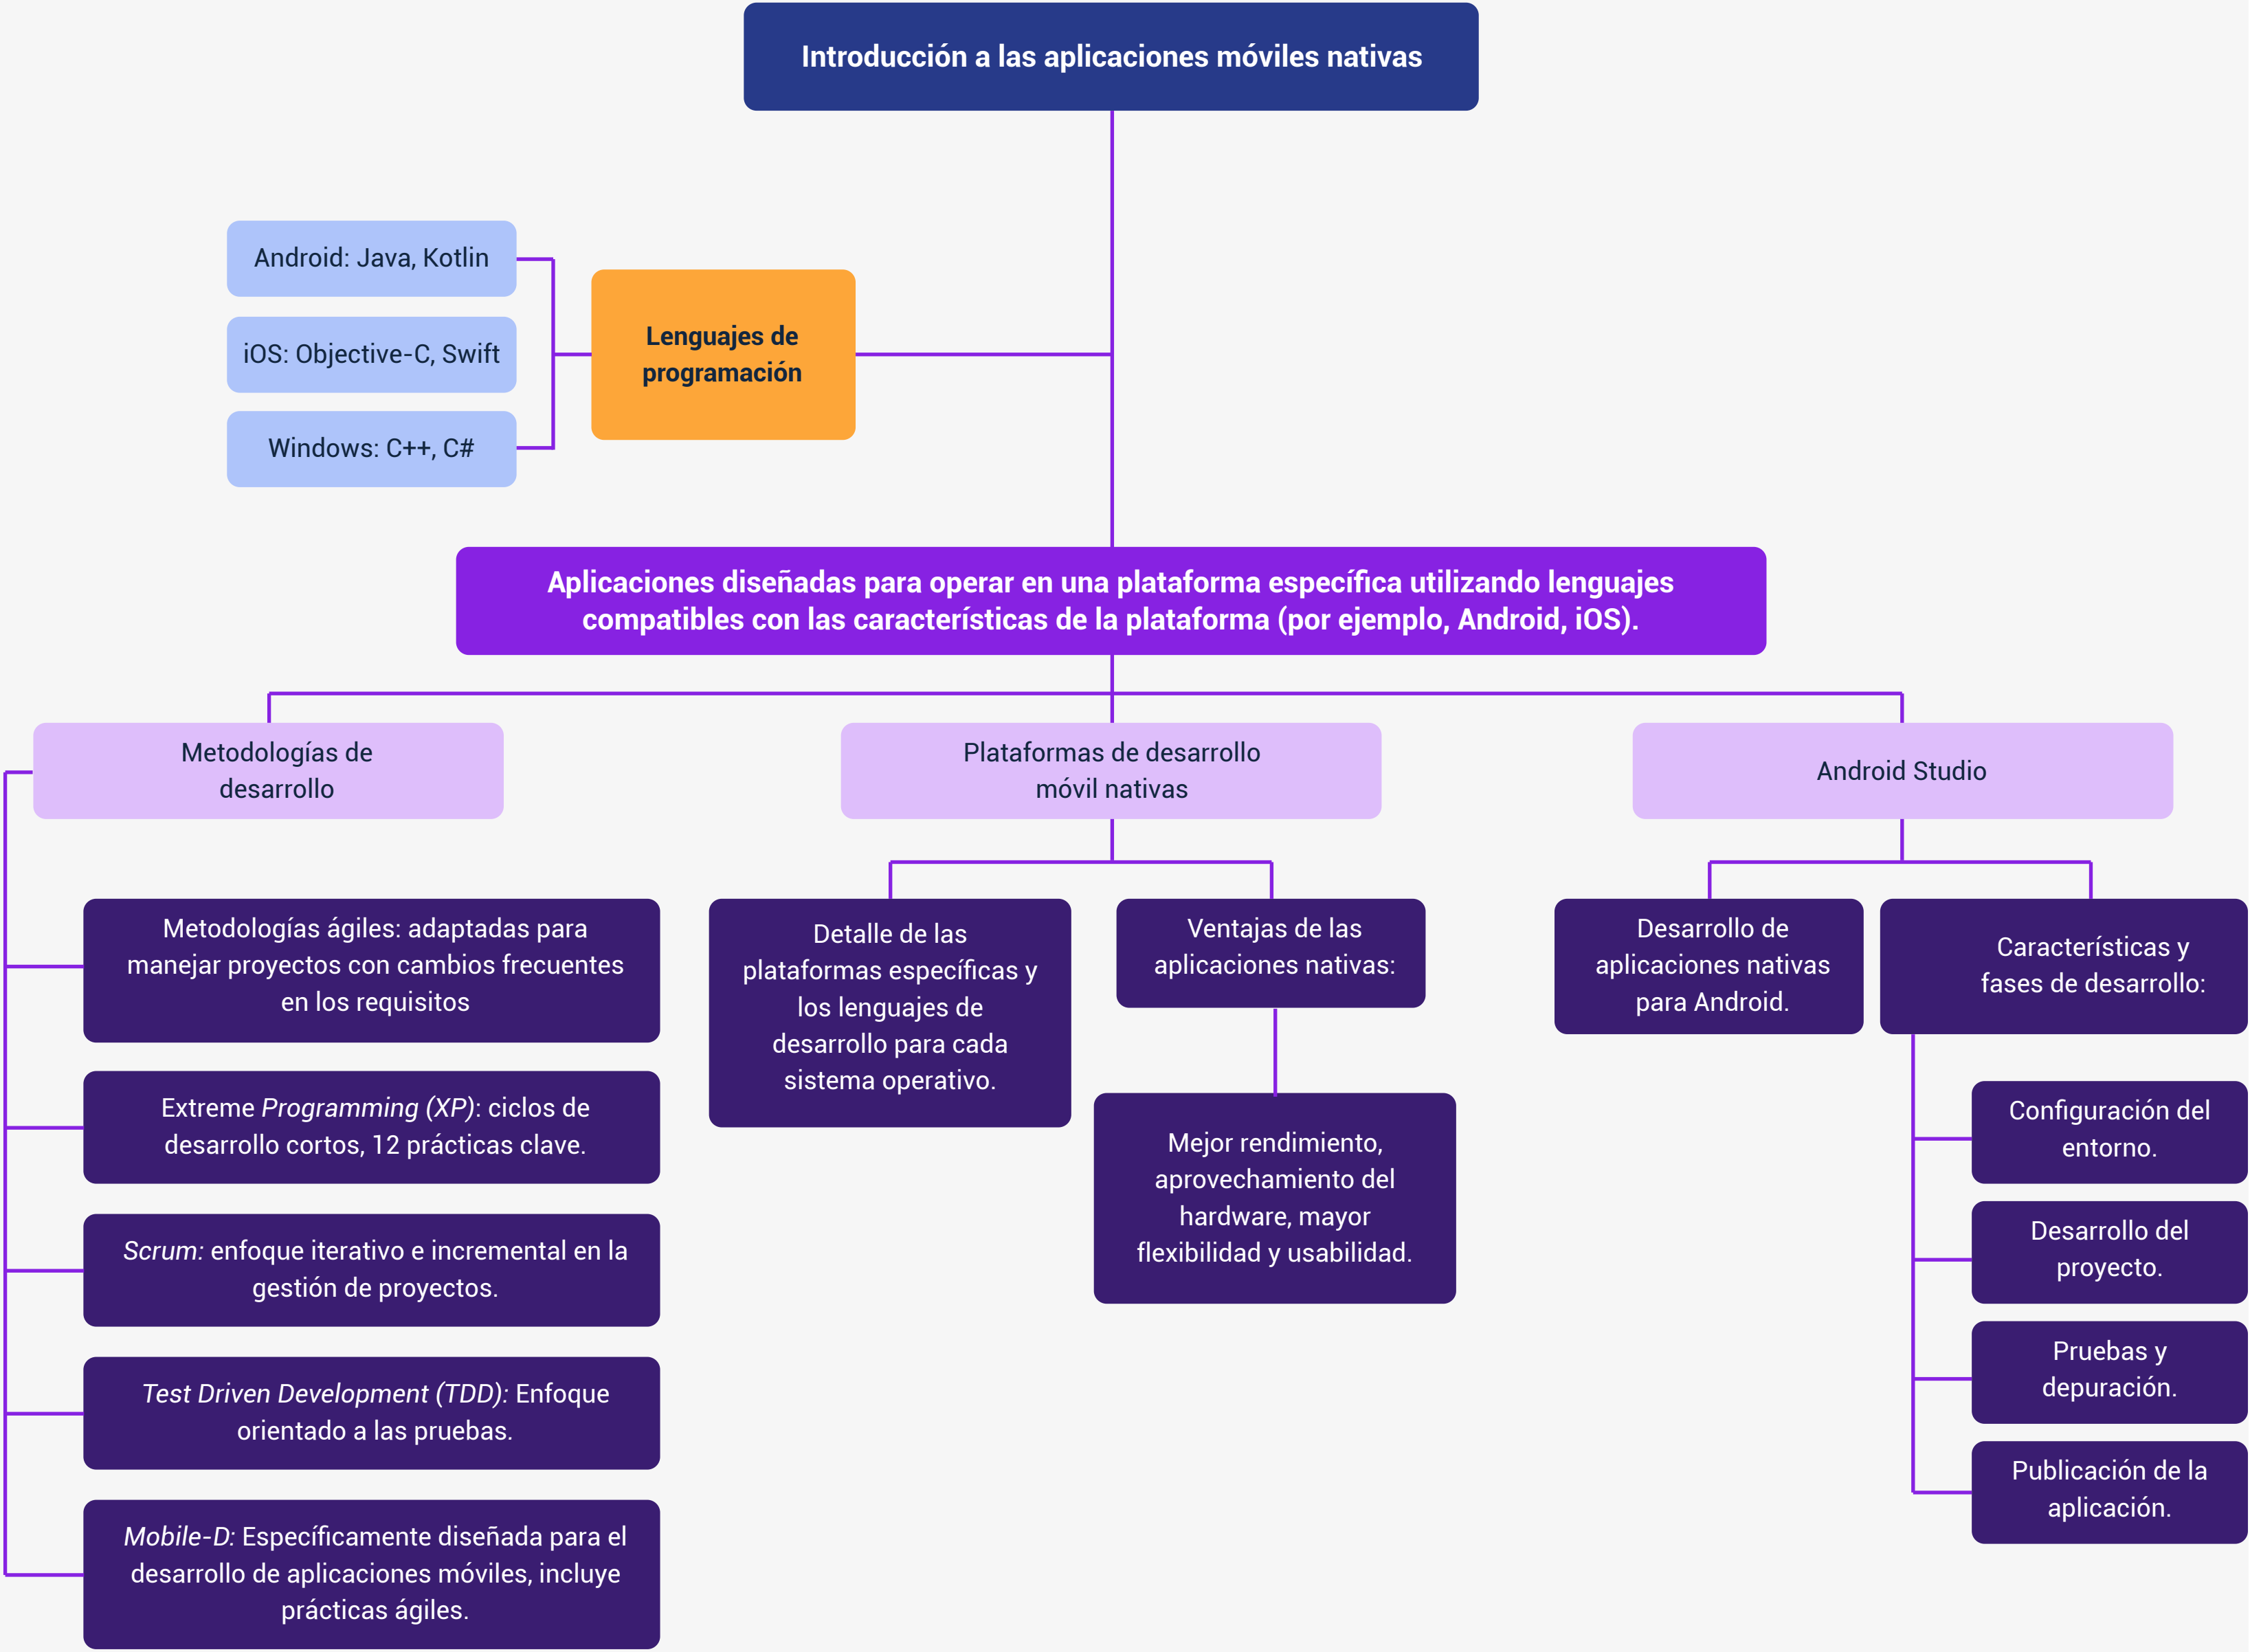 Introducción a las aplicaciones móviles nativas
Android: Java, Kotlin
iOS: Objective-C, Swift
Windows: C++, C#
Lenguajes de
programación
Aplicaciones diseñadas para operar en una plataforma específica utilizando lenguajes
compatibles con las características de la plataforma (por ejemplo, Android, iOS).
Metodologías de
desarrollo
Metodologías ágiles: adaptadas para
manejar proyectos con cambios frecuentes
en los requisitos
Extreme Programming (XP): ciclos de
desarrollo cortos, 12 prácticas clave.
Scrum: enfoque iterativo e incremental en la
gestión de proyectos.
Test Driven Development (TDD): Enfoque
orientado a las pruebas.
Mobile-D: Específicamente diseñada para el
desarrollo de aplicaciones móviles, incluye
prácticas ágiles.
Plataformas de desarrollo
móvil nativas
Detalle de las
plataformas específicas y
los lenguajes de
desarrollo para cada
sistema operativo.
Ventajas de las
aplicaciones nativas:
Mejor rendimiento,
aprovechamiento del
hardware, mayor
flexibilidad y usabilidad.
Android Studio
Desarrollo de
aplicaciones nativas
para Android.
Características y
fases de desarrollo:
Configuración del
entorno.
Desarrollo del
proyecto.
Pruebas y
depuración.
Publicación de la
aplicación.